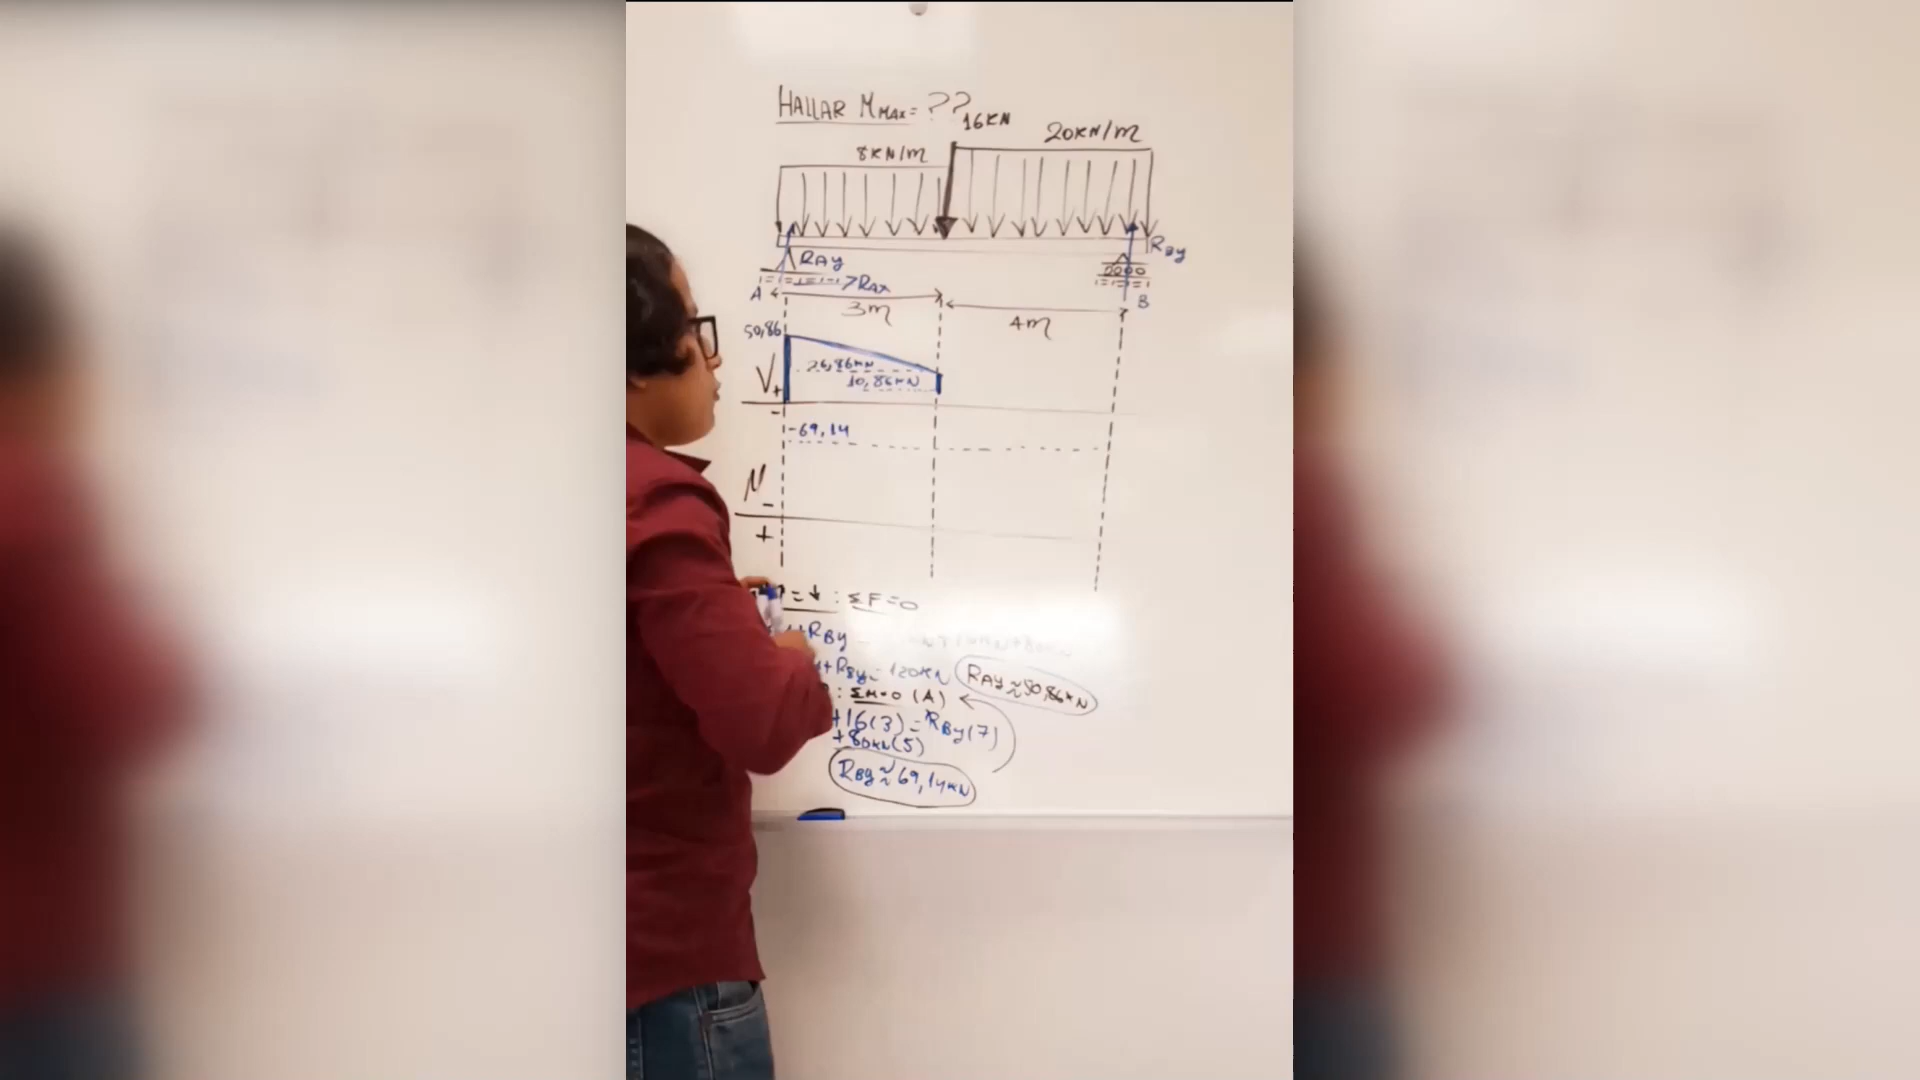 HALLAR MMAX= ??
16KN
20KN/m
8KN/m
RAy
RBy
RAx
A
B
3m
4m
50,86
V
26,86KN
10,86KN
+
-
-69,14
M
-
+
= ↓ : ΣF=0
+RBy =
+RBy = 120KN
RAy ≈ 50,86KN
: ΣM=0 (A)
+16(3) = RBy(7)
+80KN(5)
RBy ≈ 69,14KN